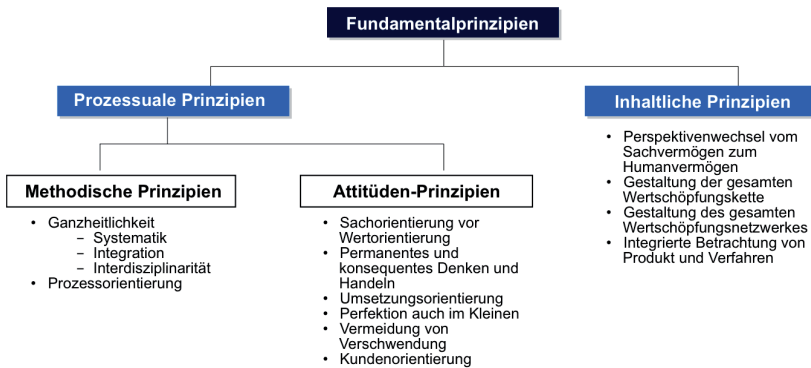 Fundamentalprinzipien
Prozessuale Prinzipien
Inhaltliche Prinzipien
• Perspektivenwechsel vom
Sachvermögen zum
Humanvermögen
• Gestaltung der gesamten
Wertschöpfungskette
• Gestaltung des gesamten
Wertschöpfungsnetzwerkes
• Integrierte Betrachtung von
Produkt und Verfahren
Methodische Prinzipien
• Ganzheitlichkeit
– Systematik
– Integration
– Interdisziplinarität
• Prozessorientierung
Attitüden-Prinzipien
• Sachorientierung vor
Wertorientierung
• Permanentes und
konsequentes Denken und
Handeln
• Umsetzungsorientierung
• Perfektion auch im Kleinen
• Vermeidung von
Verschwendung
• Kundenorientierung